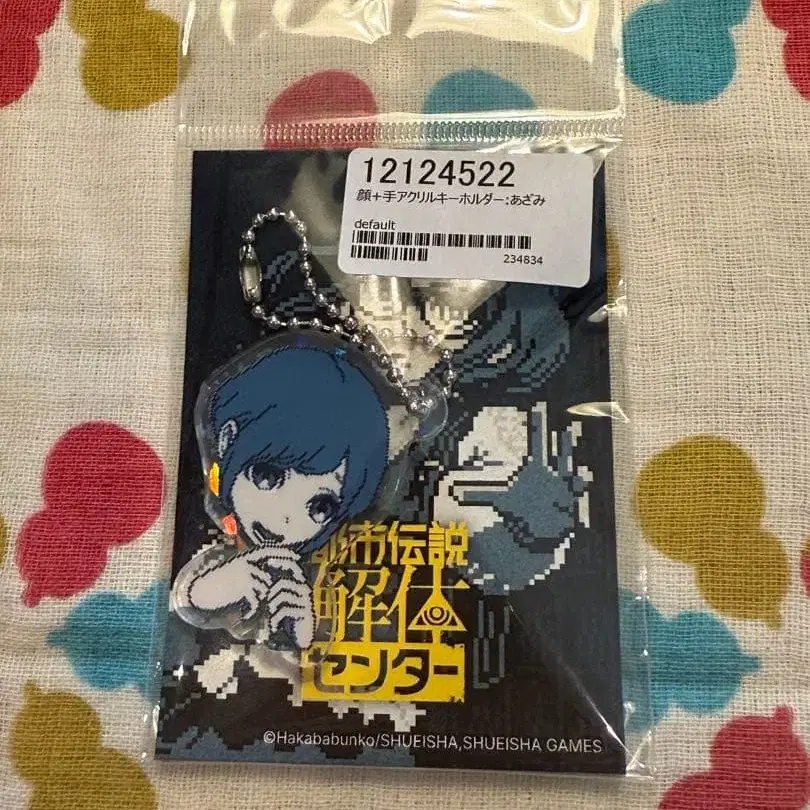 12124522
顔+手アクリルキーホルダー:あざみ
default
234834
都市伝説
解体
センター
©Hakababunko/SHUEISHA,SHUEISHA GAMES